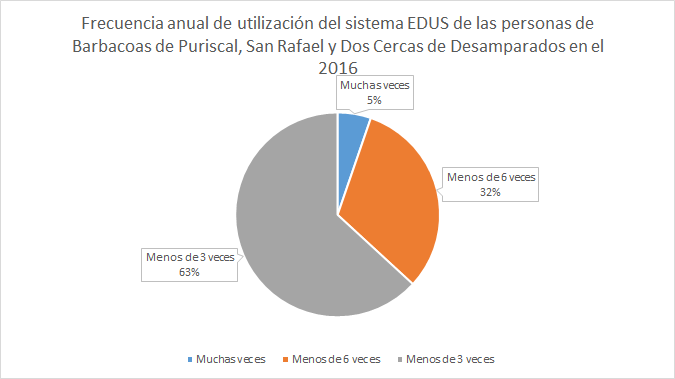 Frecuencia anual de utilización del sistema EDUS de las personas de
Barbacoas de Puriscal, San Rafael y Dos Cercas de Desamparados en el
2016
Muchas veces
5%
Menos de 6 veces
32%
Menos de 3 veces
63%
Muchas veces
Menos de 6 veces
Menos de 3 veces